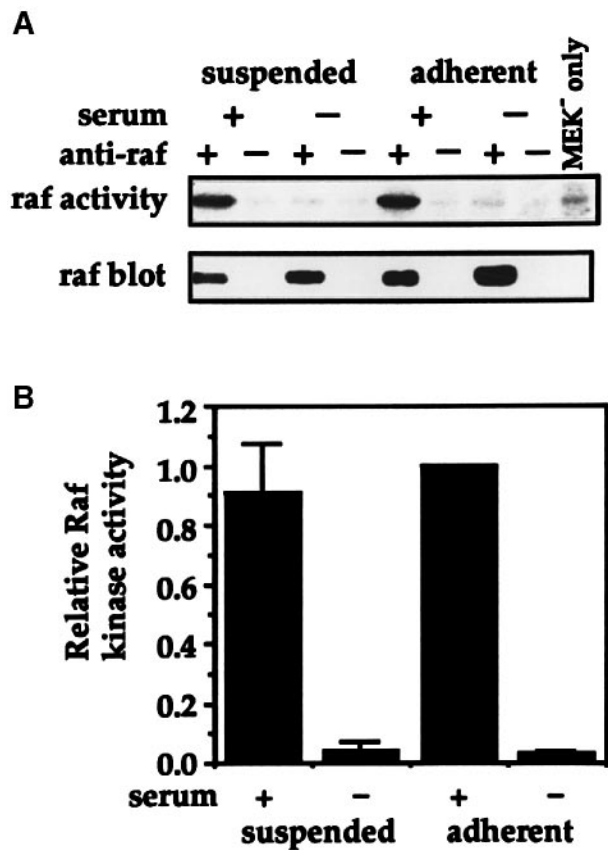 A
suspended adherent
MEK⁻ only
serum + − + −
anti-raf + − + − + − + −
raf activity
raf blot
B
Relative Raf
kinase activity
1.2
1.0
0.8
0.6
0.4
0.2
0.0
serum + − + −
suspended adherent